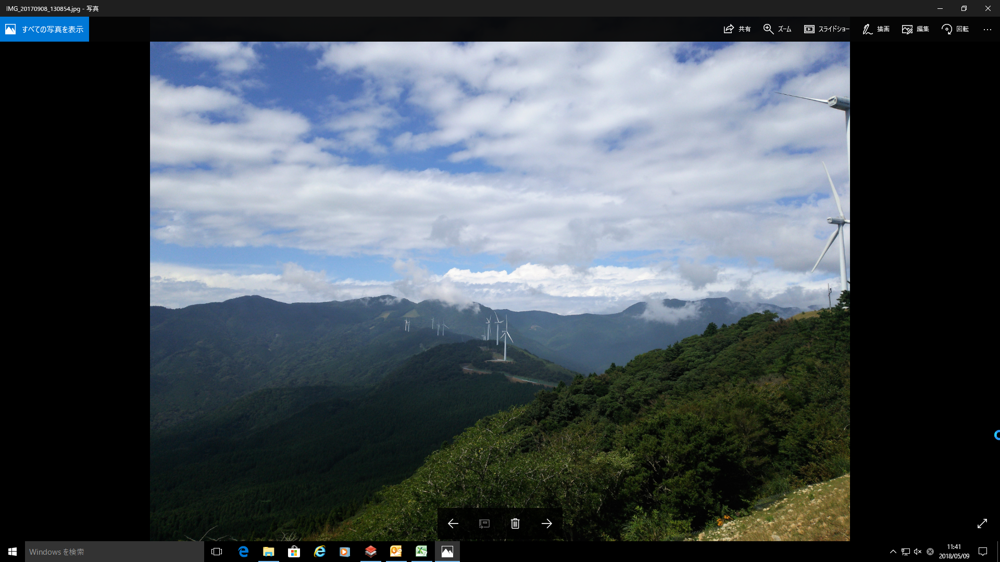 IMG_20170908_130854.jpg - 写真
すべての写真を表示
共有
ズーム
スライドショー
描画
編集
回転
Windows を検索
11:41
2018/05/09